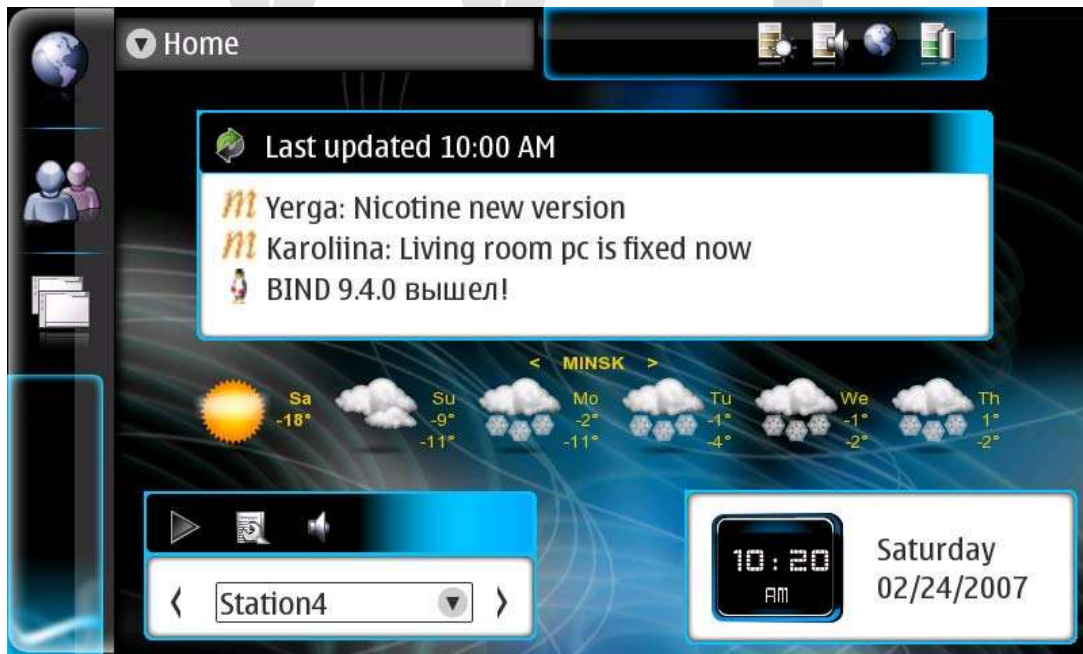 Home
Last updated 10:00 AM
Yerga: Nicotine new version
Karoliina: Living room pc is fixed now
BIND 9.4.0 вышел!
< MINSK >
Sa
-18°
Su
-9°
-11°
Mo
-2°
-11°
Tu
-1°
-4°
We
-1°
-2°
Th
1°
-2°
Station4
10:20
AM
Saturday
02/24/2007